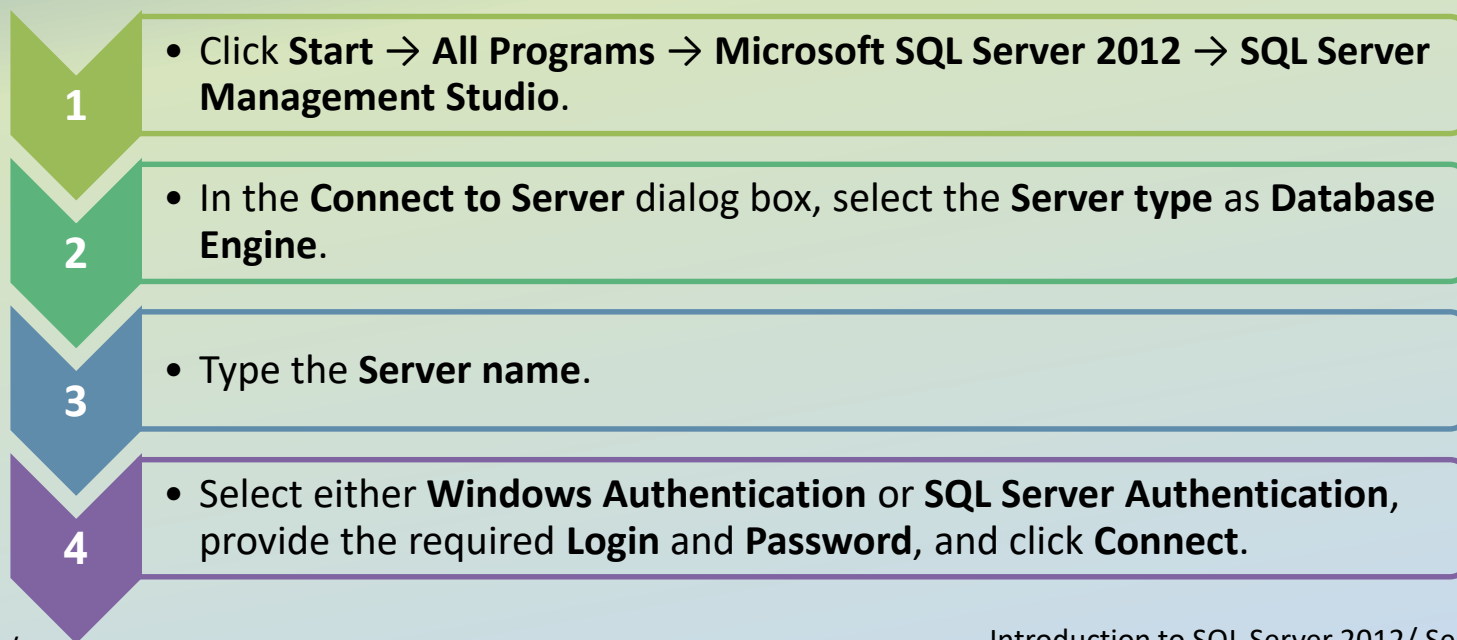 1
• Click Start → All Programs → Microsoft SQL Server 2012 → SQL Server
Management Studio.
2
• In the Connect to Server dialog box, select the Server type as Database
Engine.
3
• Type the Server name.
4
• Select either Windows Authentication or SQL Server Authentication,
provide the required Login and Password, and click Connect.
Introduction to SQL Server 2012/ Se